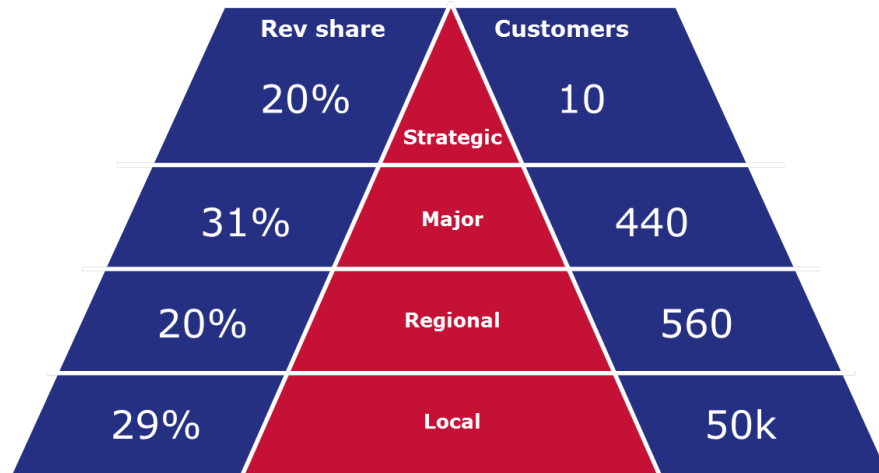 Rev share Customers
20% 10
Strategic
31% Major 440
20% Regional 560
29% Local 50k